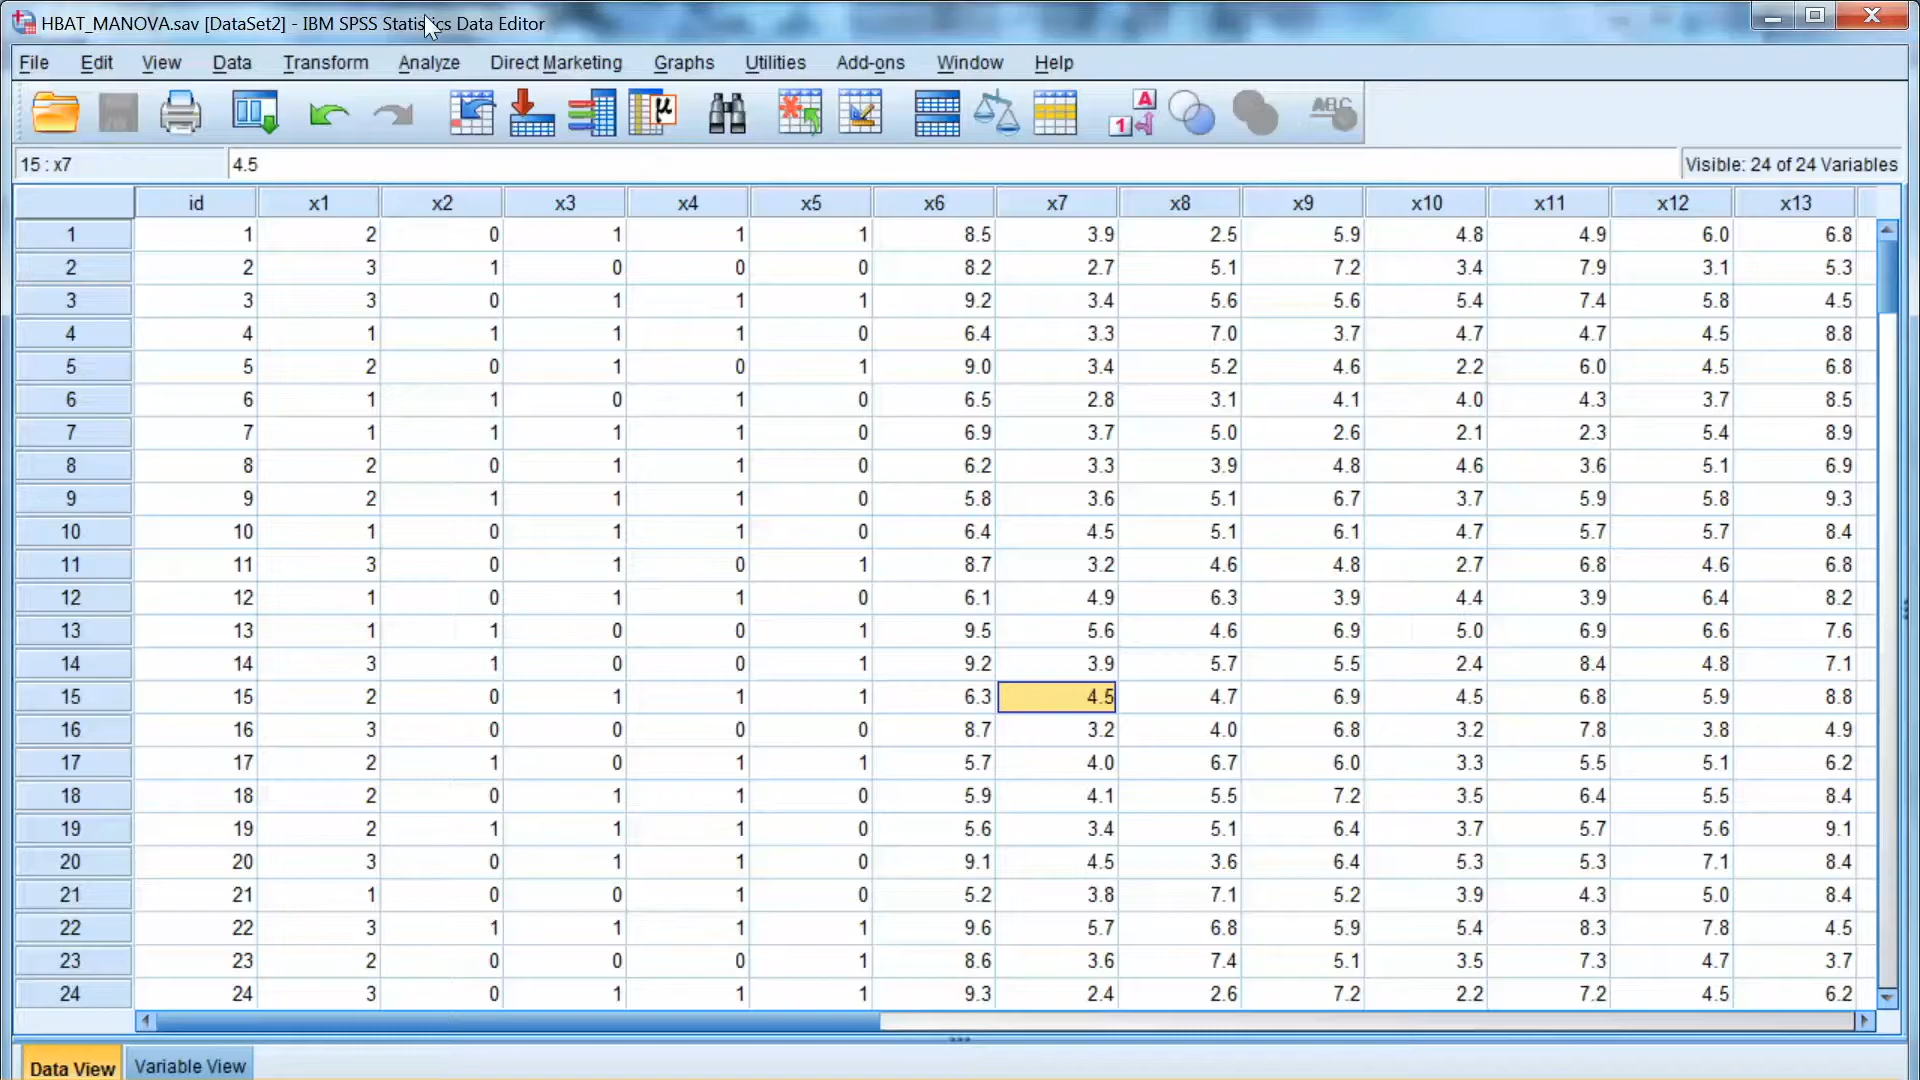 HBAT_MANOVA.sav [DataSet2] - IBM SPSS Statistics Data Editor
File Edit View Data Transform Analyze Direct Marketing Graphs Utilities Add-ons Window Help
μ 1 A ABC
15 : x7 4.5 Visible: 24 of 24 Variables
id x1 x2 x3 x4 x5 x6 x7 x8 x9 x10 x11 x12 x13
1 1 2 0 1 1 1 8.5 3.9 2.5 5.9 4.8 4.9 6.0 6.8
2 2 3 1 0 0 0 8.2 2.7 5.1 7.2 3.4 7.9 3.1 5.3
3 3 3 0 1 1 1 9.2 3.4 5.6 5.6 5.4 7.4 5.8 4.5
4 4 1 1 1 1 0 6.4 3.3 7.0 3.7 4.7 4.7 4.5 8.8
5 5 2 0 1 0 1 9.0 3.4 5.2 4.6 2.2 6.0 4.5 6.8
6 6 1 1 0 1 0 6.5 2.8 3.1 4.1 4.0 4.3 3.7 8.5
7 7 1 1 1 1 0 6.9 3.7 5.0 2.6 2.1 2.3 5.4 8.9
8 8 2 0 1 1 0 6.2 3.3 3.9 4.8 4.6 3.6 5.1 6.9
9 9 2 1 1 1 0 5.8 3.6 5.1 6.7 3.7 5.9 5.8 9.3
10 10 1 0 1 1 0 6.4 4.5 5.1 6.1 4.7 5.7 5.7 8.4
11 11 3 0 1 0 1 8.7 3.2 4.6 4.8 2.7 6.8 4.6 6.8
12 12 1 0 1 1 0 6.1 4.9 6.3 3.9 4.4 3.9 6.4 8.2
13 13 1 1 0 0 1 9.5 5.6 4.6 6.9 5.0 6.9 6.6 7.6
14 14 3 1 0 0 1 9.2 3.9 5.7 5.5 2.4 8.4 4.8 7.1
15 15 2 0 1 1 1 6.3 4.5 4.7 6.9 4.5 6.8 5.9 8.8
16 16 3 0 0 0 0 8.7 3.2 4.0 6.8 3.2 7.8 3.8 4.9
17 17 2 1 0 1 1 5.7 4.0 6.7 6.0 3.3 5.5 5.1 6.2
18 18 2 0 1 1 0 5.9 4.1 5.5 7.2 3.5 6.4 5.5 8.4
19 19 2 1 1 1 0 5.6 3.4 5.1 6.4 3.7 5.7 5.6 9.1
20 20 3 0 1 1 0 9.1 4.5 3.6 6.4 5.3 5.3 7.1 8.4
21 21 1 0 0 1 0 5.2 3.8 7.1 5.2 3.9 4.3 5.0 8.4
22 22 3 1 1 1 1 9.6 5.7 6.8 5.9 5.4 8.3 7.8 4.5
23 23 2 0 0 0 1 8.6 3.6 7.4 5.1 3.5 7.3 4.7 3.7
24 24 3 0 1 1 1 9.3 2.4 2.6 7.2 2.2 7.2 4.5 6.2
Data View Variable View